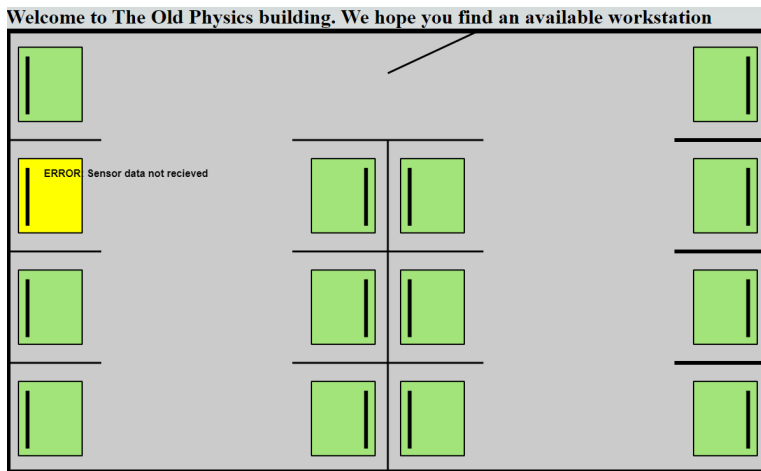 Welcome to The Old Physics building. We hope you find an available workstation
ERROR: Sensor data not recieved